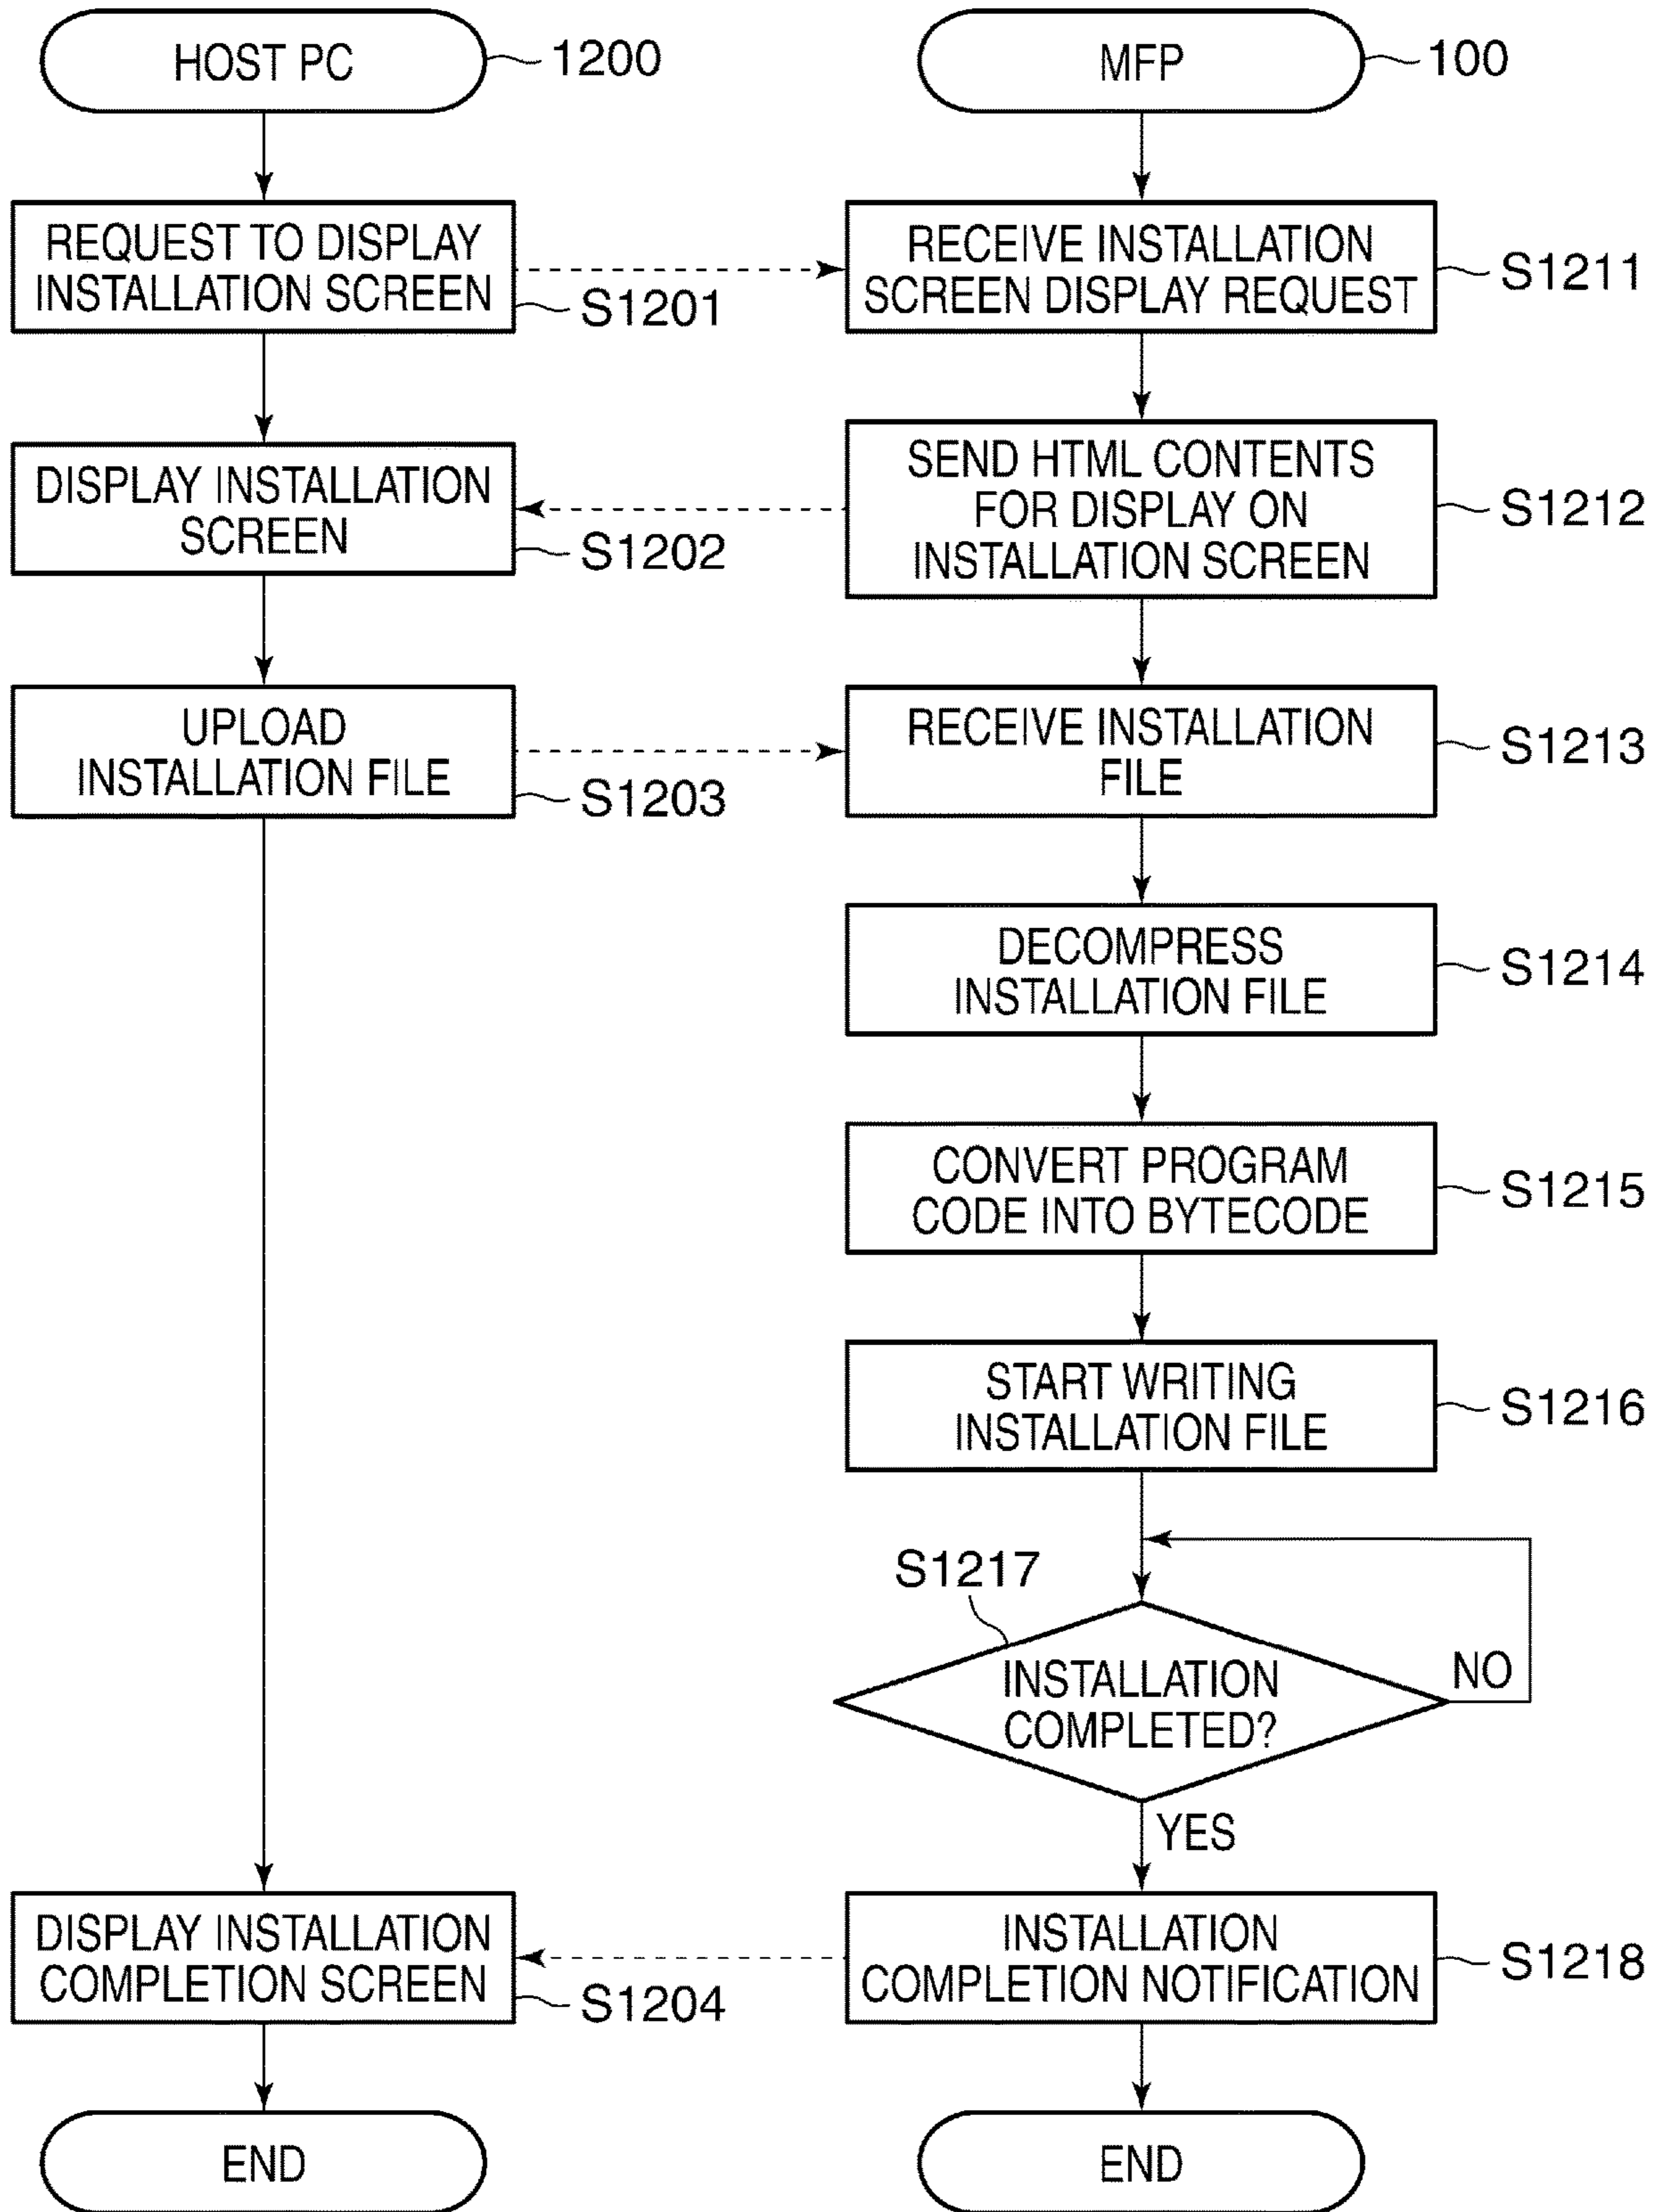 HOST PC
1200
MFP
100
REQUEST TO DISPLAY
INSTALLATION SCREEN
S1201
RECEIVE INSTALLATION
SCREEN DISPLAY REQUEST
S1211
DISPLAY INSTALLATION
SCREEN
S1202
SEND HTML CONTENTS
FOR DISPLAY ON
INSTALLATION SCREEN
S1212
UPLOAD
INSTALLATION FILE
S1203
RECEIVE INSTALLATION
FILE
S1213
DECOMPRESS
INSTALLATION FILE
S1214
CONVERT PROGRAM
CODE INTO BYTECODE
S1215
START WRITING
INSTALLATION FILE
S1216
S1217
INSTALLATION
COMPLETED?
NO
YES
DISPLAY INSTALLATION
COMPLETION SCREEN
S1204
INSTALLATION
COMPLETION NOTIFICATION
S1218
END
END